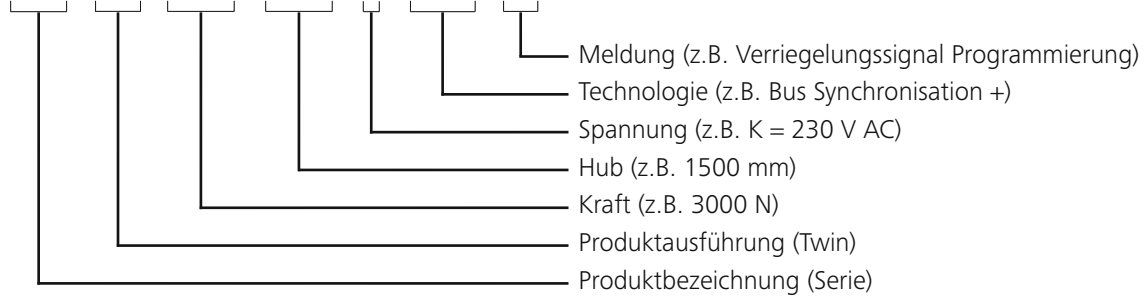 Meldung (z.B. Verriegelungssignal Programmierung)
Technologie (z.B. Bus Synchronisation +)
Spannung (z.B. K = 230 V AC)
Hub (z.B. 1500 mm)
Kraft (z.B. 3000 N)
Produktausführung (Twin)
Produktbezeichnung (Serie)